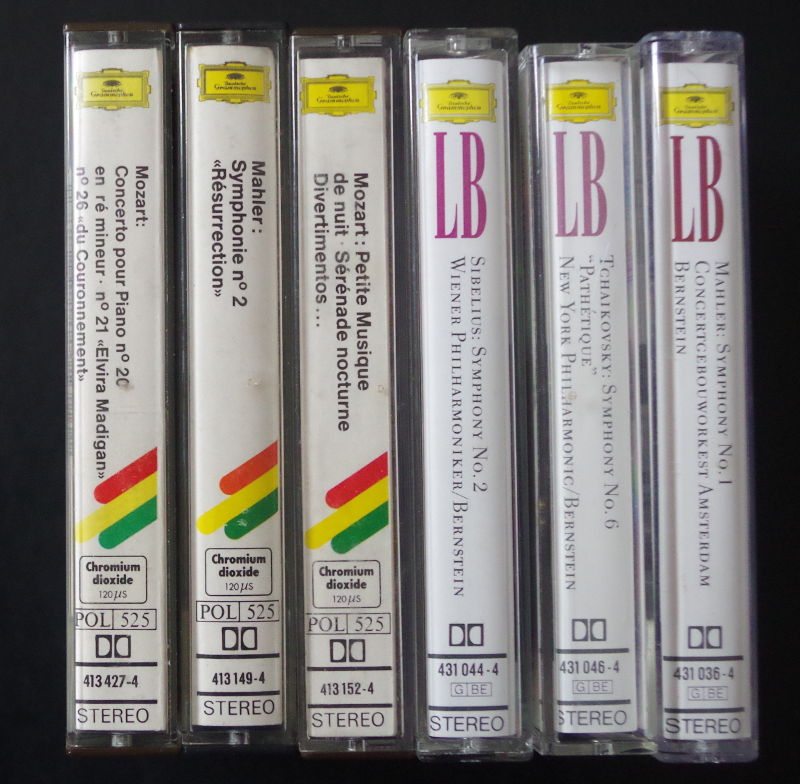 Deutsche
Grammophon
Mozart:
Concerto pour Piano nº 20
en ré mineur · nº 21 «Elvira Madigan»
nº 26 «du Couronnement»
Chromium
dioxide
120 µS
POL 525
413 427-4
STEREO
Deutsche
Grammophon
Mahler:
Symphonie nº 2
«Résurrection»
Chromium
dioxide
120 µS
POL 525
413 149-4
STEREO
Deutsche
Grammophon
Mozart: Petite Musique
de nuit · Sérénade nocturne
Divertimentos...
Chromium
dioxide
120 µS
POL 525
413 152-4
STEREO
Deutsche
Grammophon
LB
Sibelius: Symphony No. 2
Wiener Philharmoniker/Bernstein
431 044-4
G BE
STEREO
Deutsche
Grammophon
LB
Tchaikovsky: Symphony No. 6
"Pathétique"
New York Philharmonic/Bernstein
431 046-4
G BE
STEREO
Deutsche
Grammophon
LB
Mahler: Symphony No. 1
Concertgebouworkest Amsterdam
Bernstein
431 036-4
G BE
STEREO